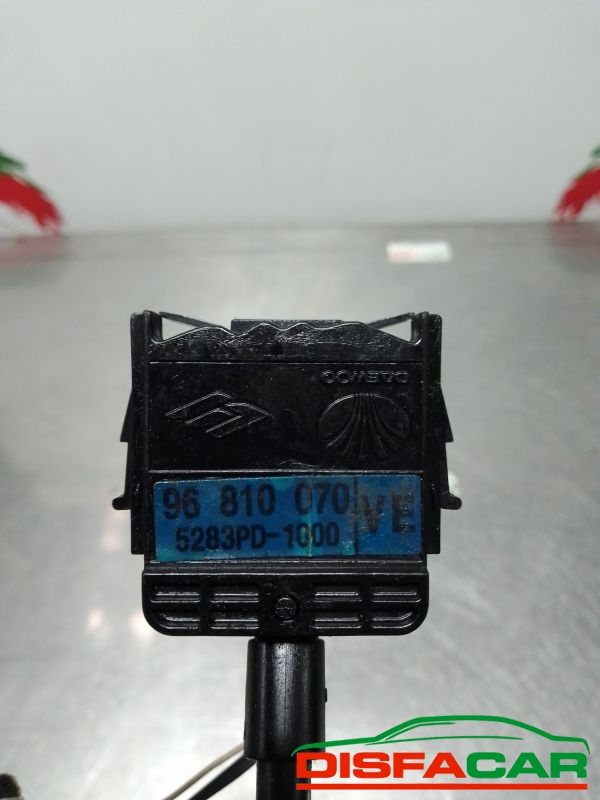 DAEWOO
96 810 070 VE
5283PD-1000
DISFACAR